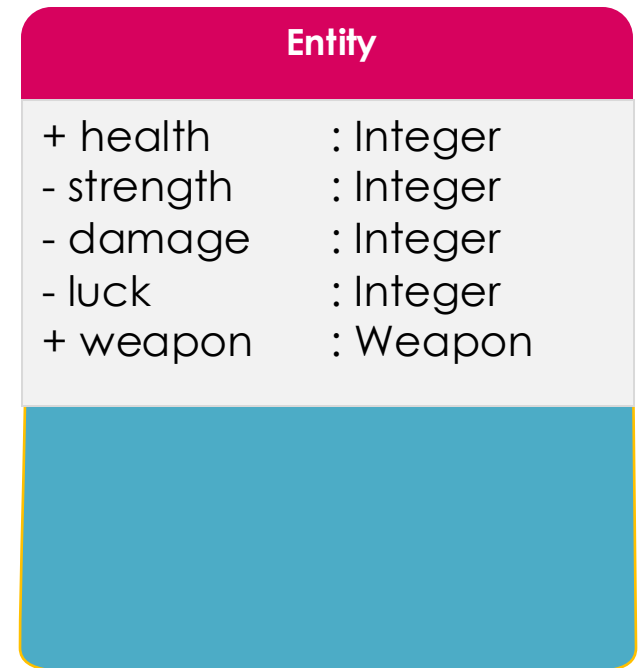 Entity
+ health : Integer
- strength : Integer
- damage : Integer
- luck : Integer
+ weapon : Weapon